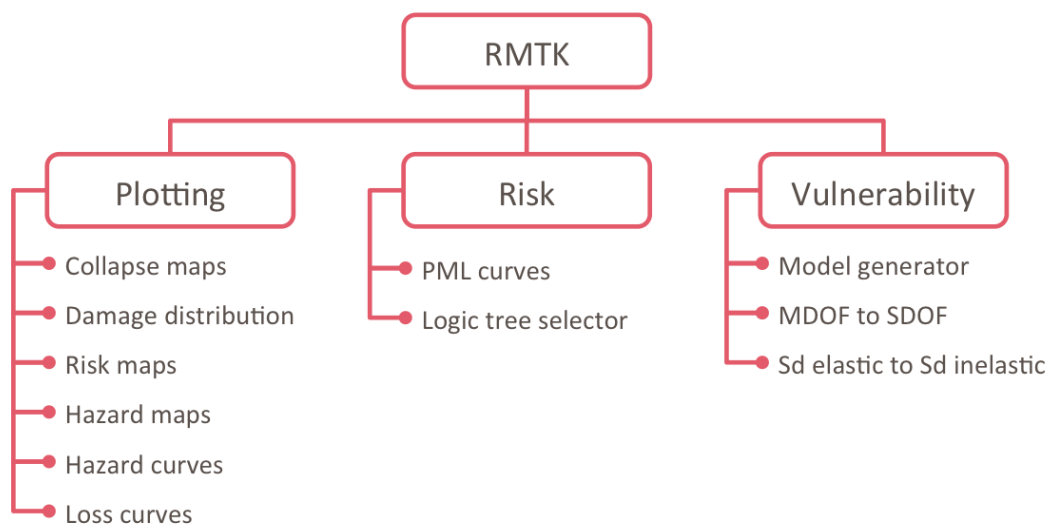 RMTK
Plotting
Collapse maps
Damage distribution
Risk maps
Hazard maps
Hazard curves
Loss curves
Risk
PML curves
Logic tree selector
Vulnerability
Model generator
MDOF to SDOF
Sd elastic to Sd inelastic